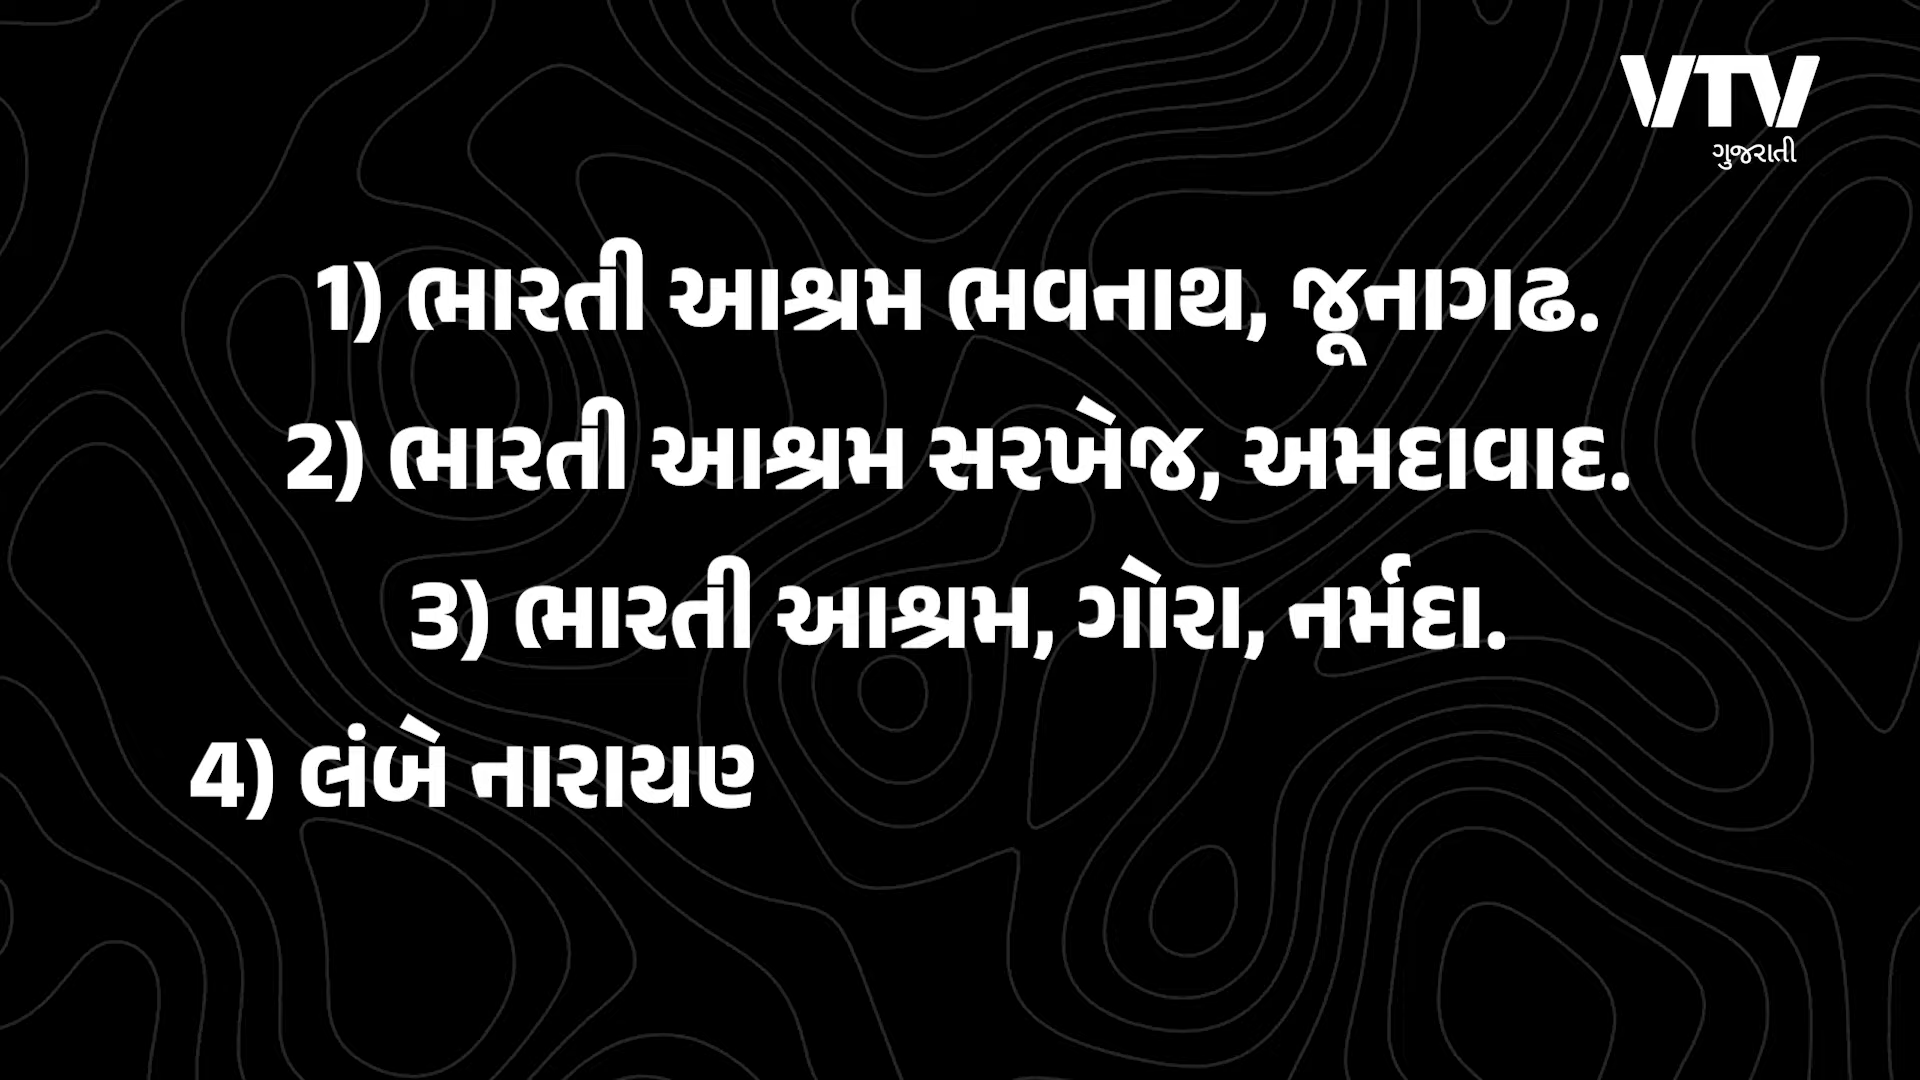 VTV
ગુજરાતી
1) ભારતી આશ્રમ ભવનાથ, જૂનાગઢ.
2) ભારતી આશ્રમ સરખેજ, અમદાવાદ.
3) ભારતી આશ્રમ, ગોરા, નર્મદા.
4) લંબે નારાયણ